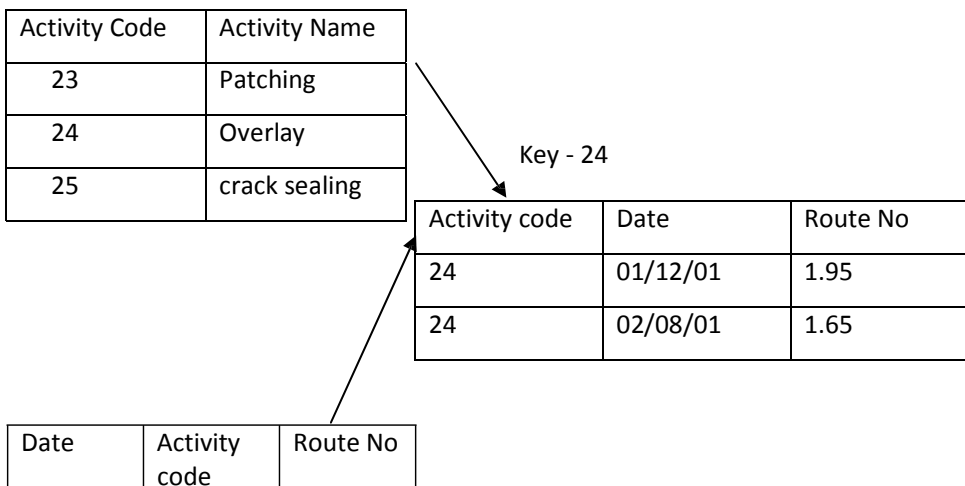 Activity Code Activity Name
23 Patching
24 Overlay
25 crack sealing
Key - 24
Activity code Date Route No
24 01/12/01 1.95
24 02/08/01 1.65
Date Activity code Route No